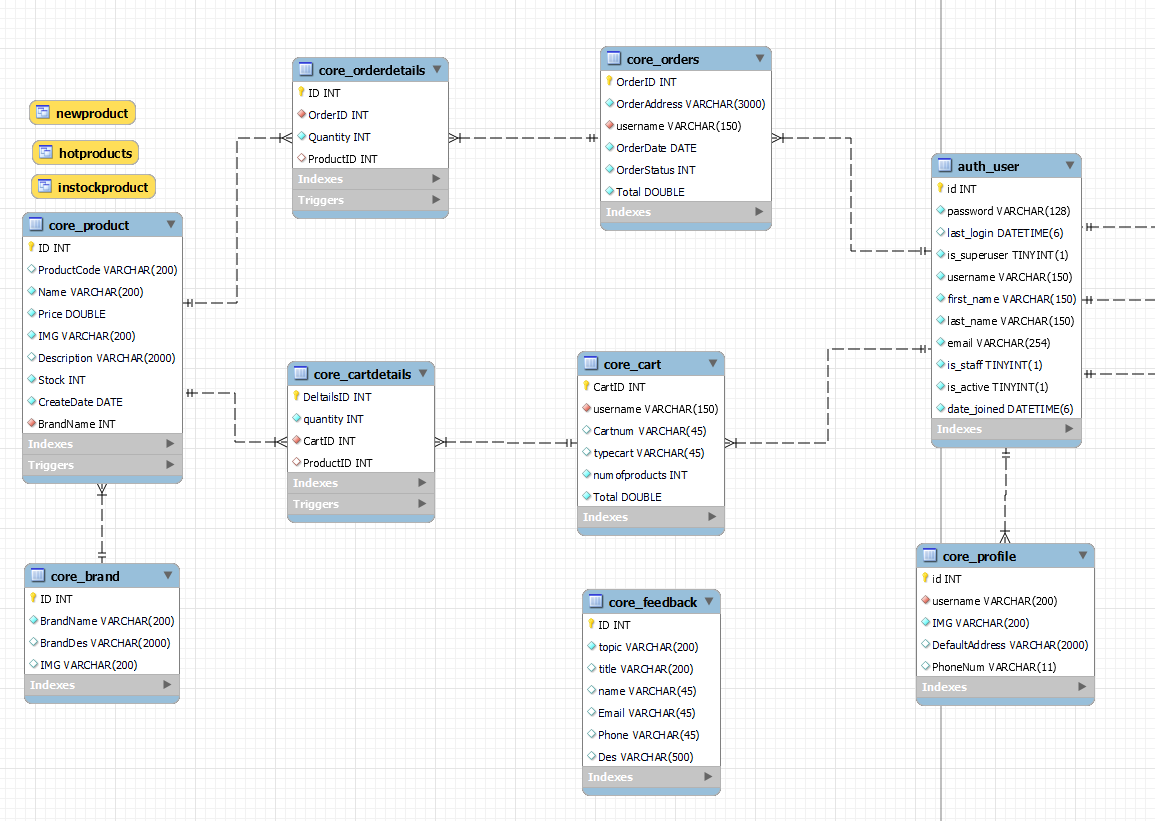 newproduct
hotproducts
instockproduct
core_product
ID INT
ProductCode VARCHAR(200)
Name VARCHAR(200)
Price DOUBLE
IMG VARCHAR(200)
Description VARCHAR(2000)
Stock INT
CreateDate DATE
BrandName INT
Indexes
Triggers
core_brand
ID INT
BrandName VARCHAR(200)
BrandDes VARCHAR(2000)
IMG VARCHAR(200)
Indexes
core_orderdetails
ID INT
OrderID INT
Quantity INT
ProductID INT
Indexes
Triggers
core_cartdetails
DeltailsID INT
quantity INT
CartID INT
ProductID INT
Indexes
Triggers
core_orders
OrderID INT
OrderAddress VARCHAR(3000)
username VARCHAR(150)
OrderDate DATE
OrderStatus INT
Total DOUBLE
Indexes
core_cart
CartID INT
username VARCHAR(150)
Cartnum VARCHAR(45)
typecart VARCHAR(45)
numofproducts INT
Total DOUBLE
Indexes
core_feedback
ID INT
topic VARCHAR(200)
title VARCHAR(200)
name VARCHAR(45)
Email VARCHAR(45)
Phone VARCHAR(45)
Des VARCHAR(500)
Indexes
auth_user
id INT
password VARCHAR(128)
last_login DATETIME(6)
is_superuser TINYINT(1)
username VARCHAR(150)
first_name VARCHAR(150)
last_name VARCHAR(150)
email VARCHAR(254)
is_staff TINYINT(1)
is_active TINYINT(1)
date_joined DATETIME(6)
Indexes
core_profile
id INT
username VARCHAR(200)
IMG VARCHAR(200)
DefaultAddress VARCHAR(2000)
PhoneNum VARCHAR(11)
Indexes